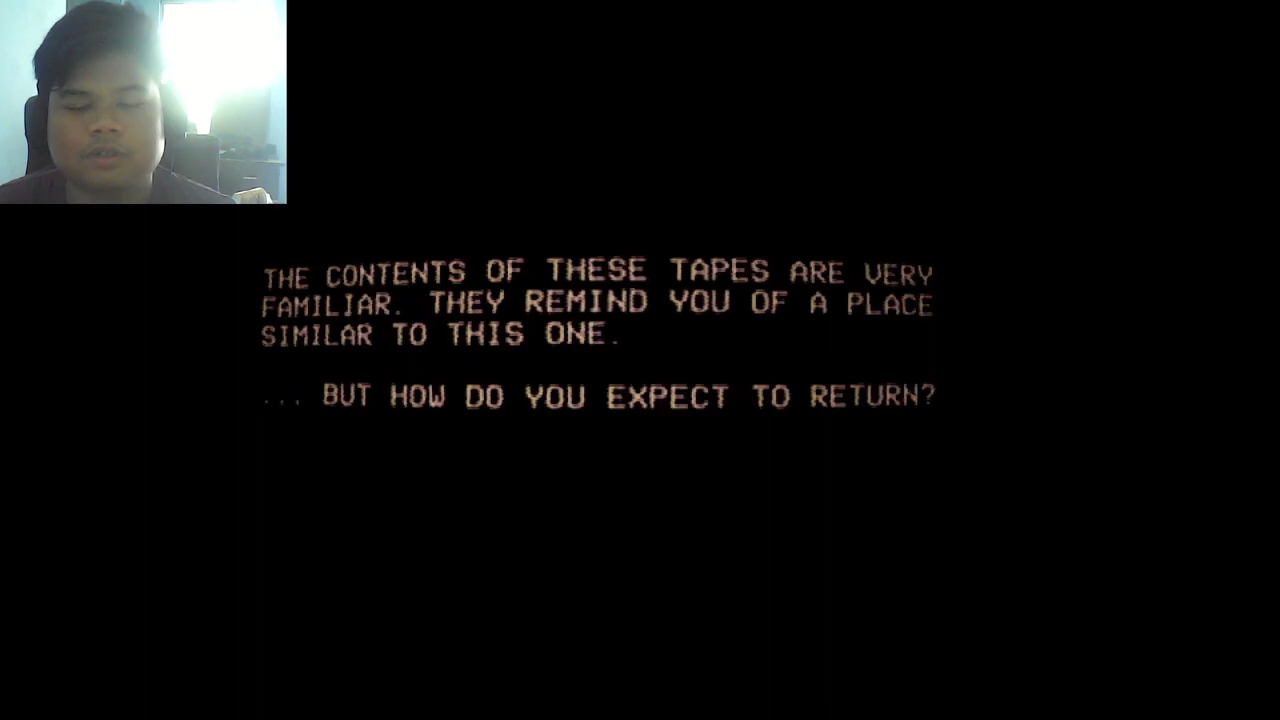 THE CONTENTS OF THESE TAPES ARE VERY
FAMILIAR. THEY REMIND YOU OF A PLACE
SIMILAR TO THIS ONE.
... BUT HOW DO YOU EXPECT TO RETURN?